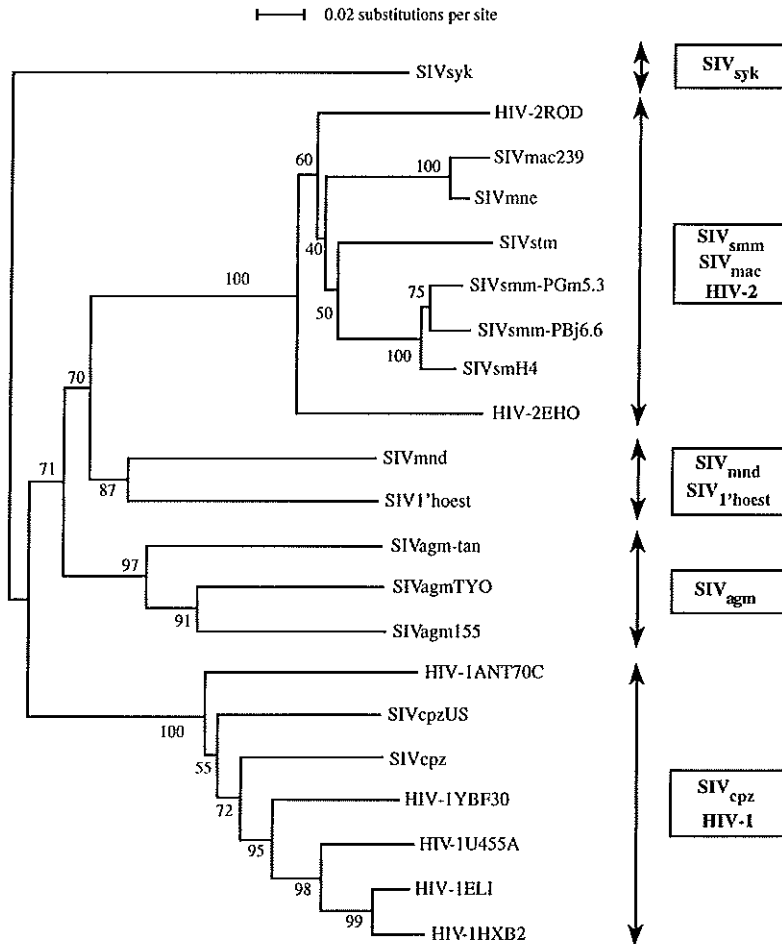 0.02 substitutions per site
SIVsyk
SIVsyk
HIV-2ROD
60
100
SIVmac239
SIVmne
40
SIVstm
SIVsmm
SIVmac
HIV-2
100
75
SIVsmm-PGm5.3
50
SIVsmm-PBj6.6
100
SIVsmH4
70
HIV-2EHO
71
SIVmnd
SIVmnd
SIV1'hoest
87
SIV1'hoest
97
SIVagm-tan
SIVagmTYO
SIVagm
91
SIVagm155
HIV-1ANT70C
100
SIVcpzUS
55
SIVcpz
SIVcpz
HIV-1
72
HIV-1YBF30
95
HIV-1U455A
98
HIV-1ELI
99
HIV-1HXB2